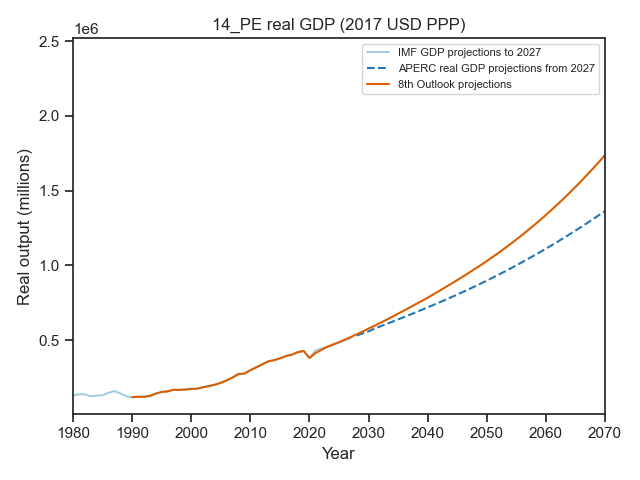 14_PE real GDP (2017 USD PPP)
1e6
IMF GDP projections to 2027
APERC real GDP projections from 2027
8th Outlook projections
Real output (millions)
2.5
2.0
1.5
1.0
0.5
1980 1990 2000 2010 2020 2030 2040 2050 2060 2070
Year